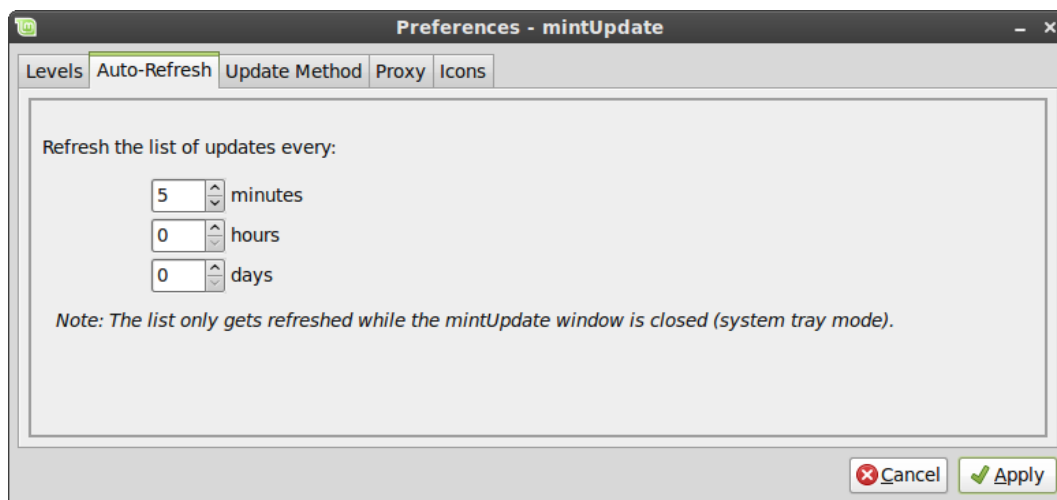 Preferences - mintUpdate
Levels Auto-Refresh Update Method Proxy Icons
Refresh the list of updates every:
5 minutes
0 hours
0 days
Note: The list only gets refreshed while the mintUpdate window is closed (system tray mode).
Cancel Apply